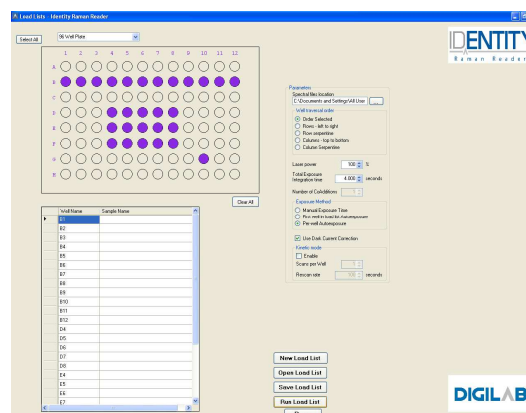 Load Lists - Identity Raman Reader
Select All
96 Well Plate
1 2 3 4 5 6 7 8 9 10 11 12
A
B
C
D
E
F
G
H
Clear All
Well Name Sample Name
B1
B2
B3
B4
B5
B6
B7
B8
B9
B10
B11
B12
D4
D5
D6
D7
D8
E4
E5
E6
E7
Parameters
Spectral files location
C:\Documents and Settings\All User ...
Well traversal order
Order Selected
Rows - left to right
Row serpentine
Columns - top to bottom
Column Serpentine
Laser power 100 %
Total Exposure
Integration time 4.000 seconds
Number of CoAdditions 1
Exposure Method
Manual Exposure Time
First well in load list Autoexposure
Per-well Autoexposure
Use Dark Current Correction
Kinetic mode
Enable
Scans per Well 1
Rescan rate 100 seconds
New Load List
Open Load List
Save Load List
Run Load List
IDENTITY
Raman Reader
DIGILAB